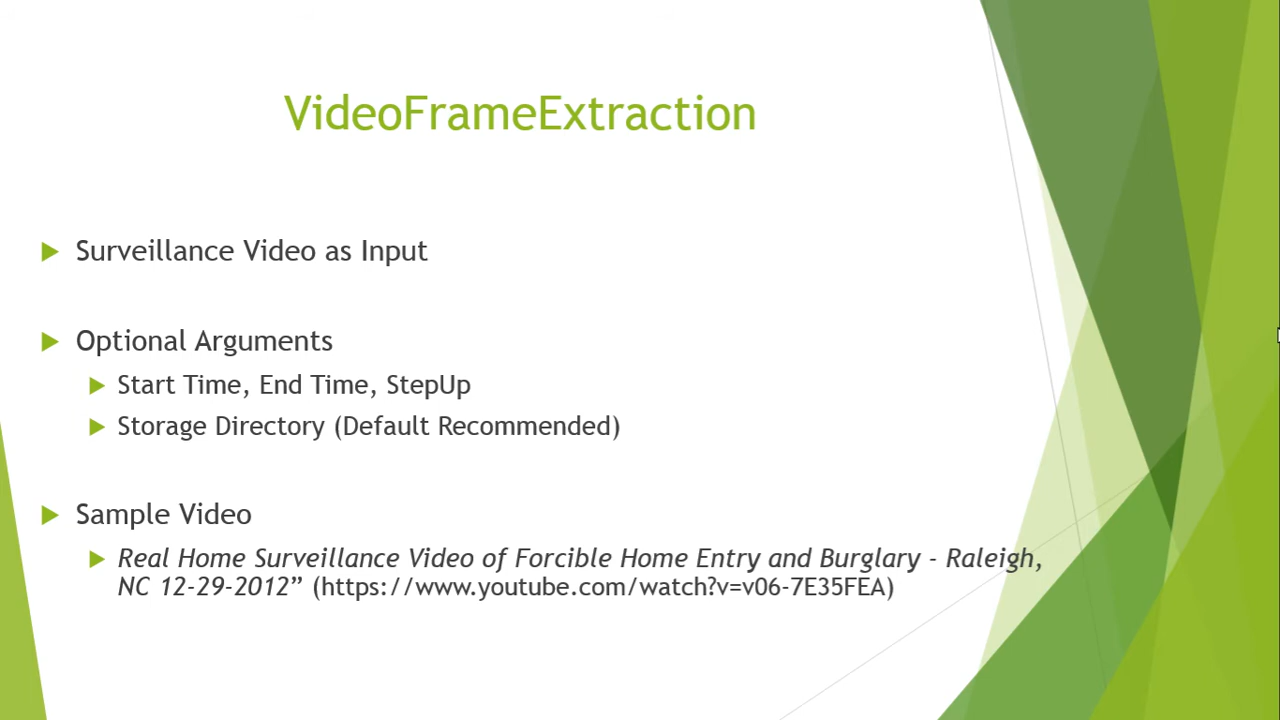 VideoFrameExtraction
Surveillance Video as Input
Optional Arguments
Start Time, End Time, StepUp
Storage Directory (Default Recommended)
Sample Video
Real Home Surveillance Video of Forcible Home Entry and Burglary - Raleigh,
NC 12-29-2012” (https://www.youtube.com/watch?v=v06-7E35FEA)